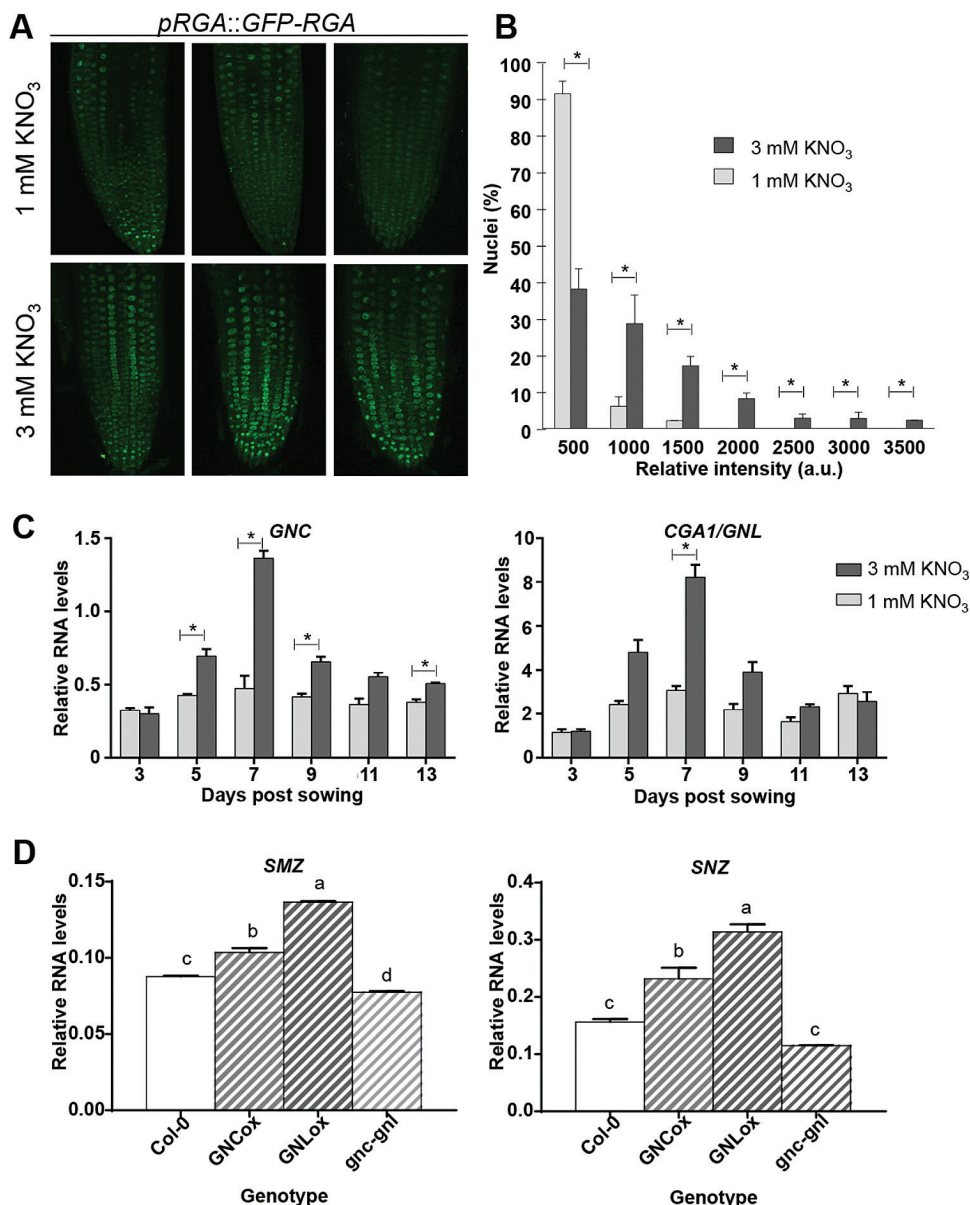 A
pRGA::GFP-RGA
1 mM KNO3
3 mM KNO3
B
Nuclei (%)
100
90
80
70
60
50
40
30
20
10
0
* * * * * * *
3 mM KNO3
1 mM KNO3
500 1000 1500 2000 2500 3000 3500
Relative intensity (a.u.)
C
GNC
Relative RNA levels
1.5
1.0
0.5
0
* * * *
3 5 7 9 11 13
Days post sowing
CGA1/GNL
Relative RNA levels
10
8
6
4
2
0
*
3 mM KNO3
1 mM KNO3
3 5 7 9 11 13
Days post sowing
D
SMZ
Relative RNA levels
0.15
0.10
0.05
0.00
c b a d
Col-0 GNCox GNLox gnc-gnl
Genotype
SNZ
Relative RNA levels
0.4
0.3
0.2
0.1
0.0
c b a c
Col-0 GNCox GNLox gnc-gnl
Genotype